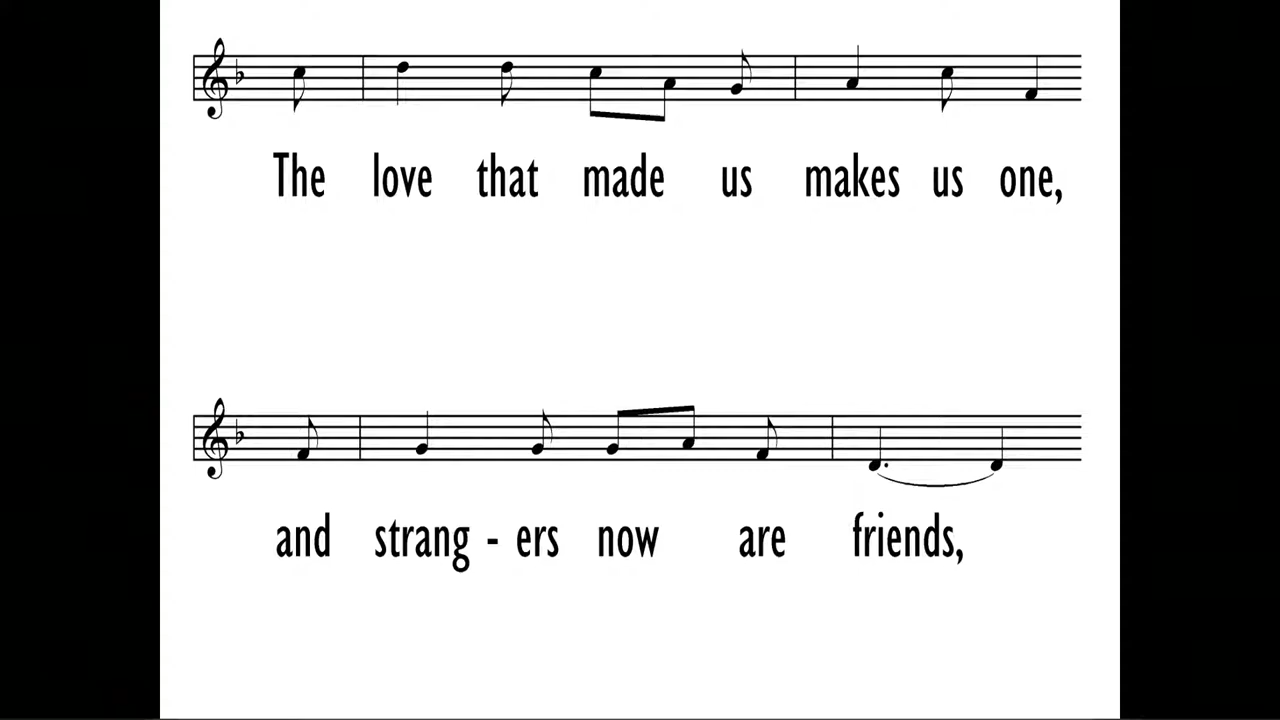 The love that made us makes us one,
and strang - ers now are friends,